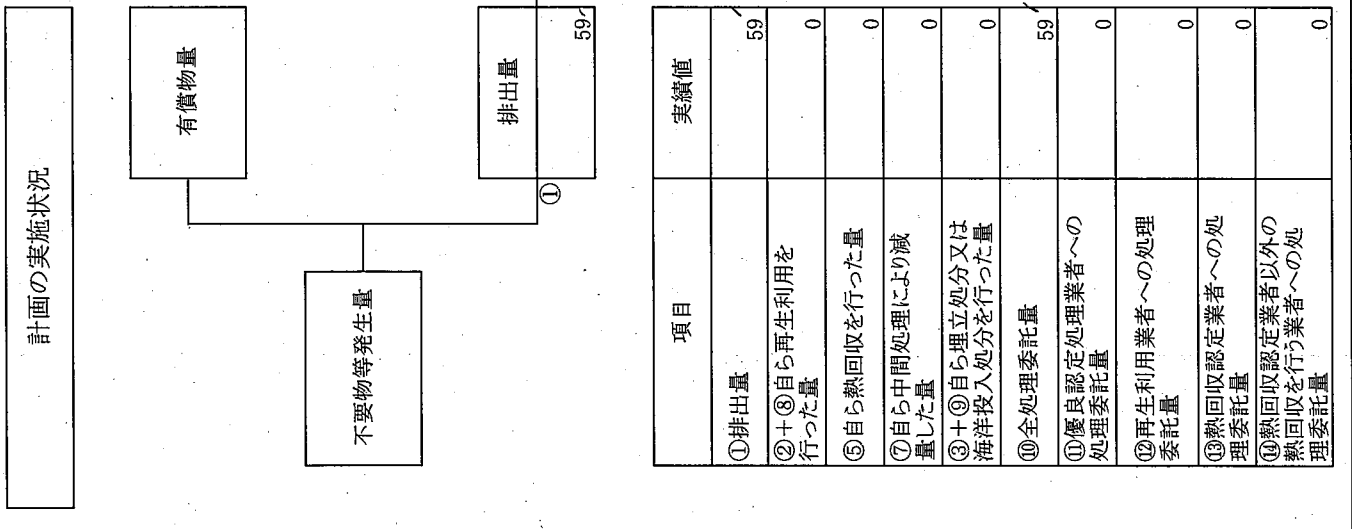 計画の実施状況
有償物量
不要物等発生量
①
排出量
59
項目
実績値
①排出量
59
②+⑧自ら再生利用を
行った量
0
⑤自ら熱回収を行った量
0
⑦自ら中間処理により減
量した量
0
③+⑨自ら埋立処分又は
海洋投入処分を行った量
0
⑩全処理委託量
59
⑪優良認定処理業者への
処理委託量
0
⑫再生利用業者への処理
委託量
0
⑬熱回収認定業者への処
理委託量
0
⑭熱回収認定業者以外の
熱回収を行う業者への処
理委託量
0